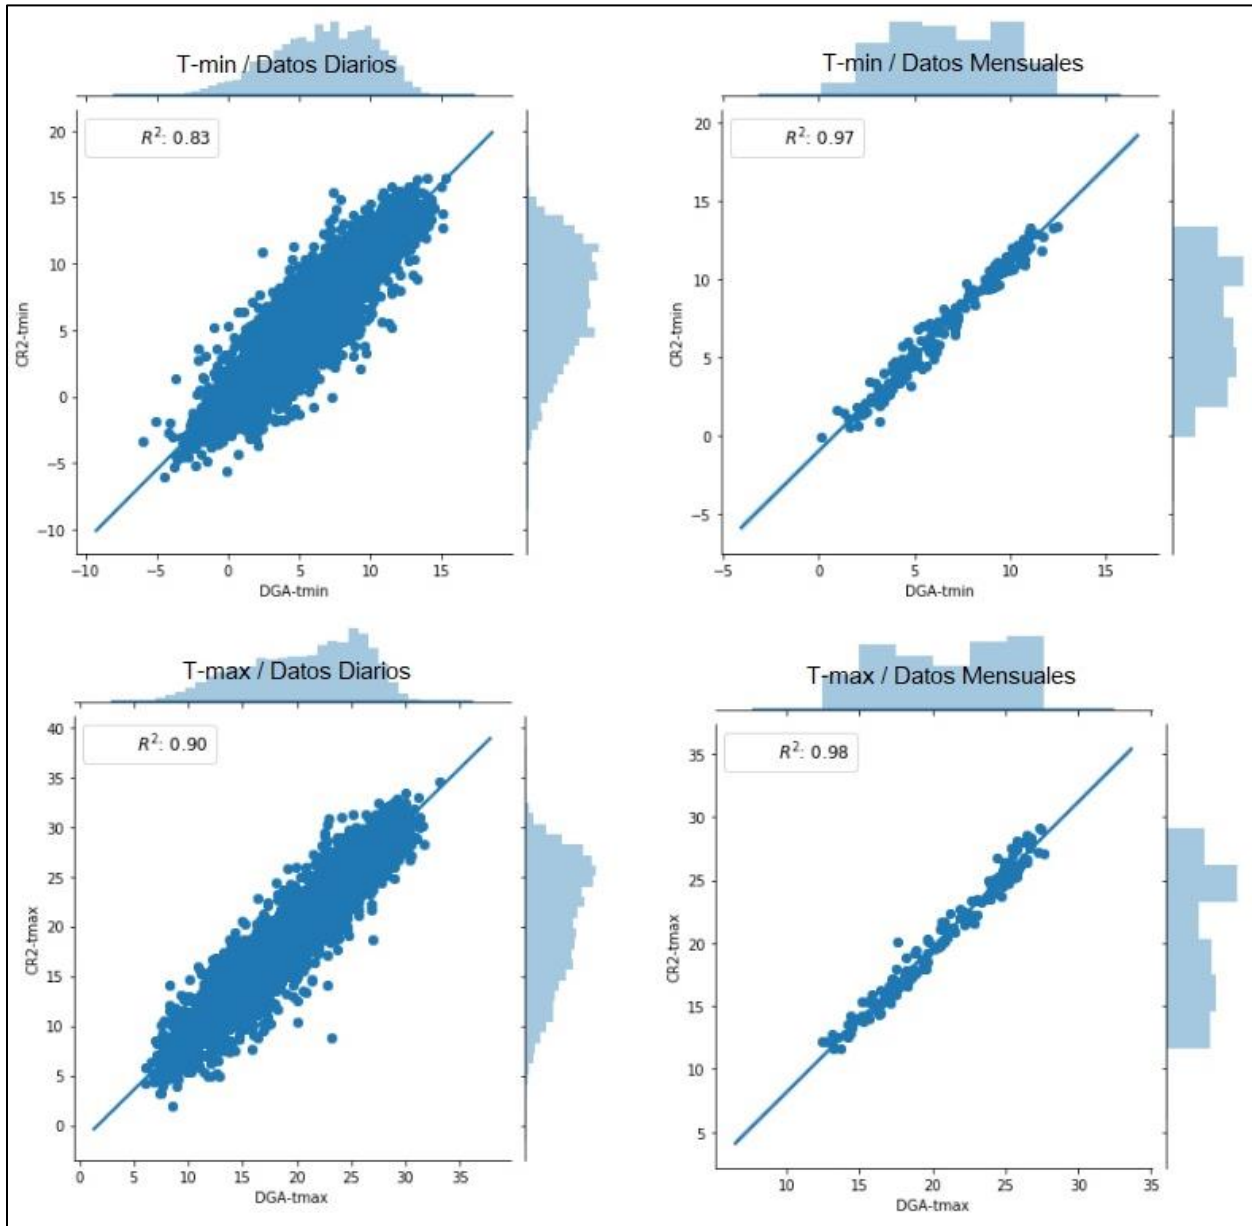 T-min / Datos Diarios
R²: 0.83
20
15
10
5
0
−5
−10
CR2-tmin
−10 −5 0 5 10 15
DGA-tmin
T-min / Datos Mensuales
R²: 0.97
20
15
10
5
0
−5
CR2-tmin
−5 0 5 10 15
DGA-tmin
T-max / Datos Diarios
R²: 0.90
40
35
30
25
20
15
10
5
0
CR2-tmax
0 5 10 15 20 25 30 35
DGA-tmax
T-max / Datos Mensuales
R²: 0.98
35
30
25
20
15
10
5
CR2-tmax
10 15 20 25 30 35
DGA-tmax